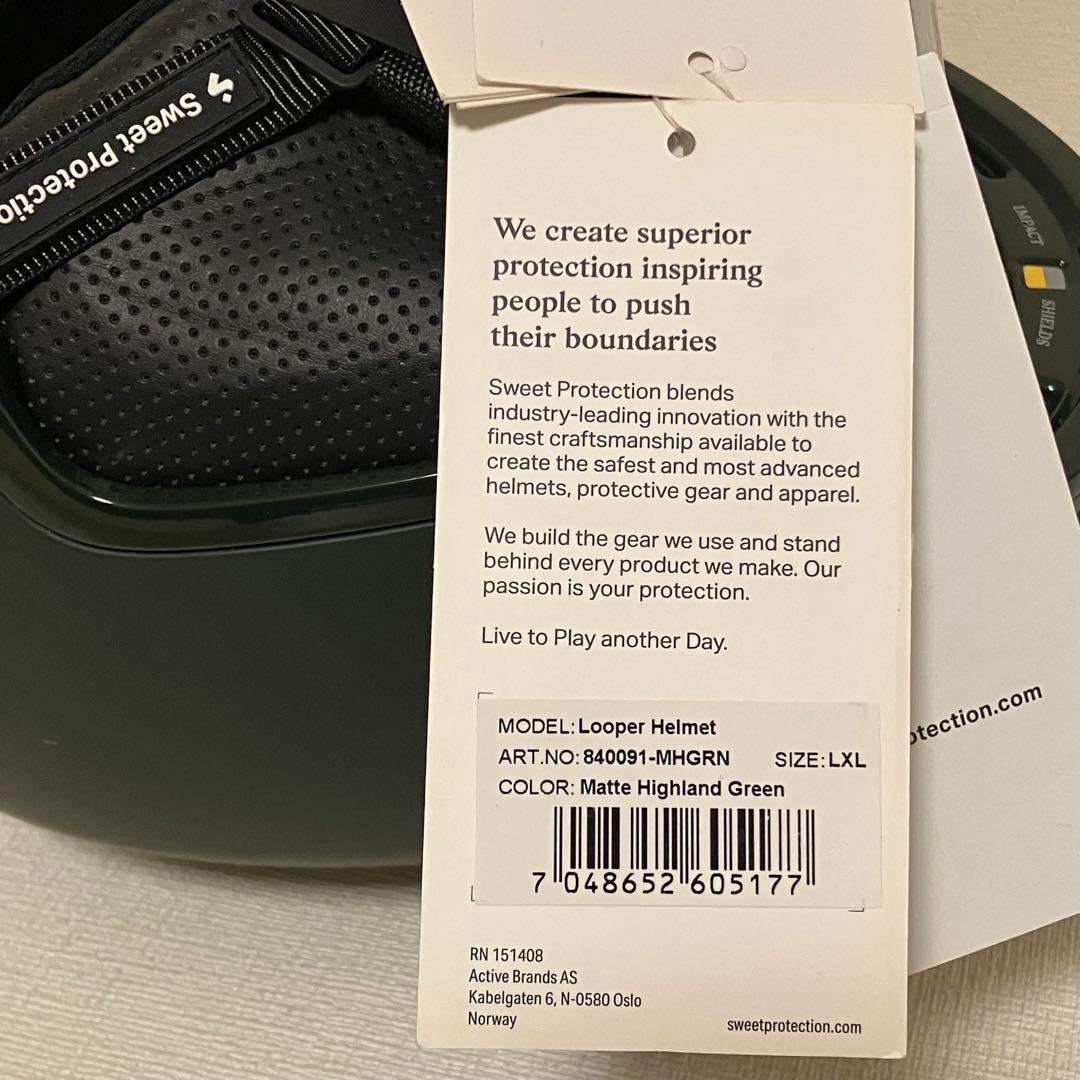 Sweet Protectio
IMPACT
SHIELDS
We create superior
protection inspiring
people to push
their boundaries
Sweet Protection blends
industry-leading innovation with the
finest craftsmanship available to
create the safest and most advanced
helmets, protective gear and apparel.
We build the gear we use and stand
behind every product we make. Our
passion is your protection.
Live to Play another Day.
MODEL: Looper Helmet
ART.NO: 840091-MHGRN SIZE: LXL
COLOR: Matte Highland Green
7 048652 605177
RN 151408
Active Brands AS
Kabelgaten 6, N-0580 Oslo
Norway
sweetprotection.com
otection.com